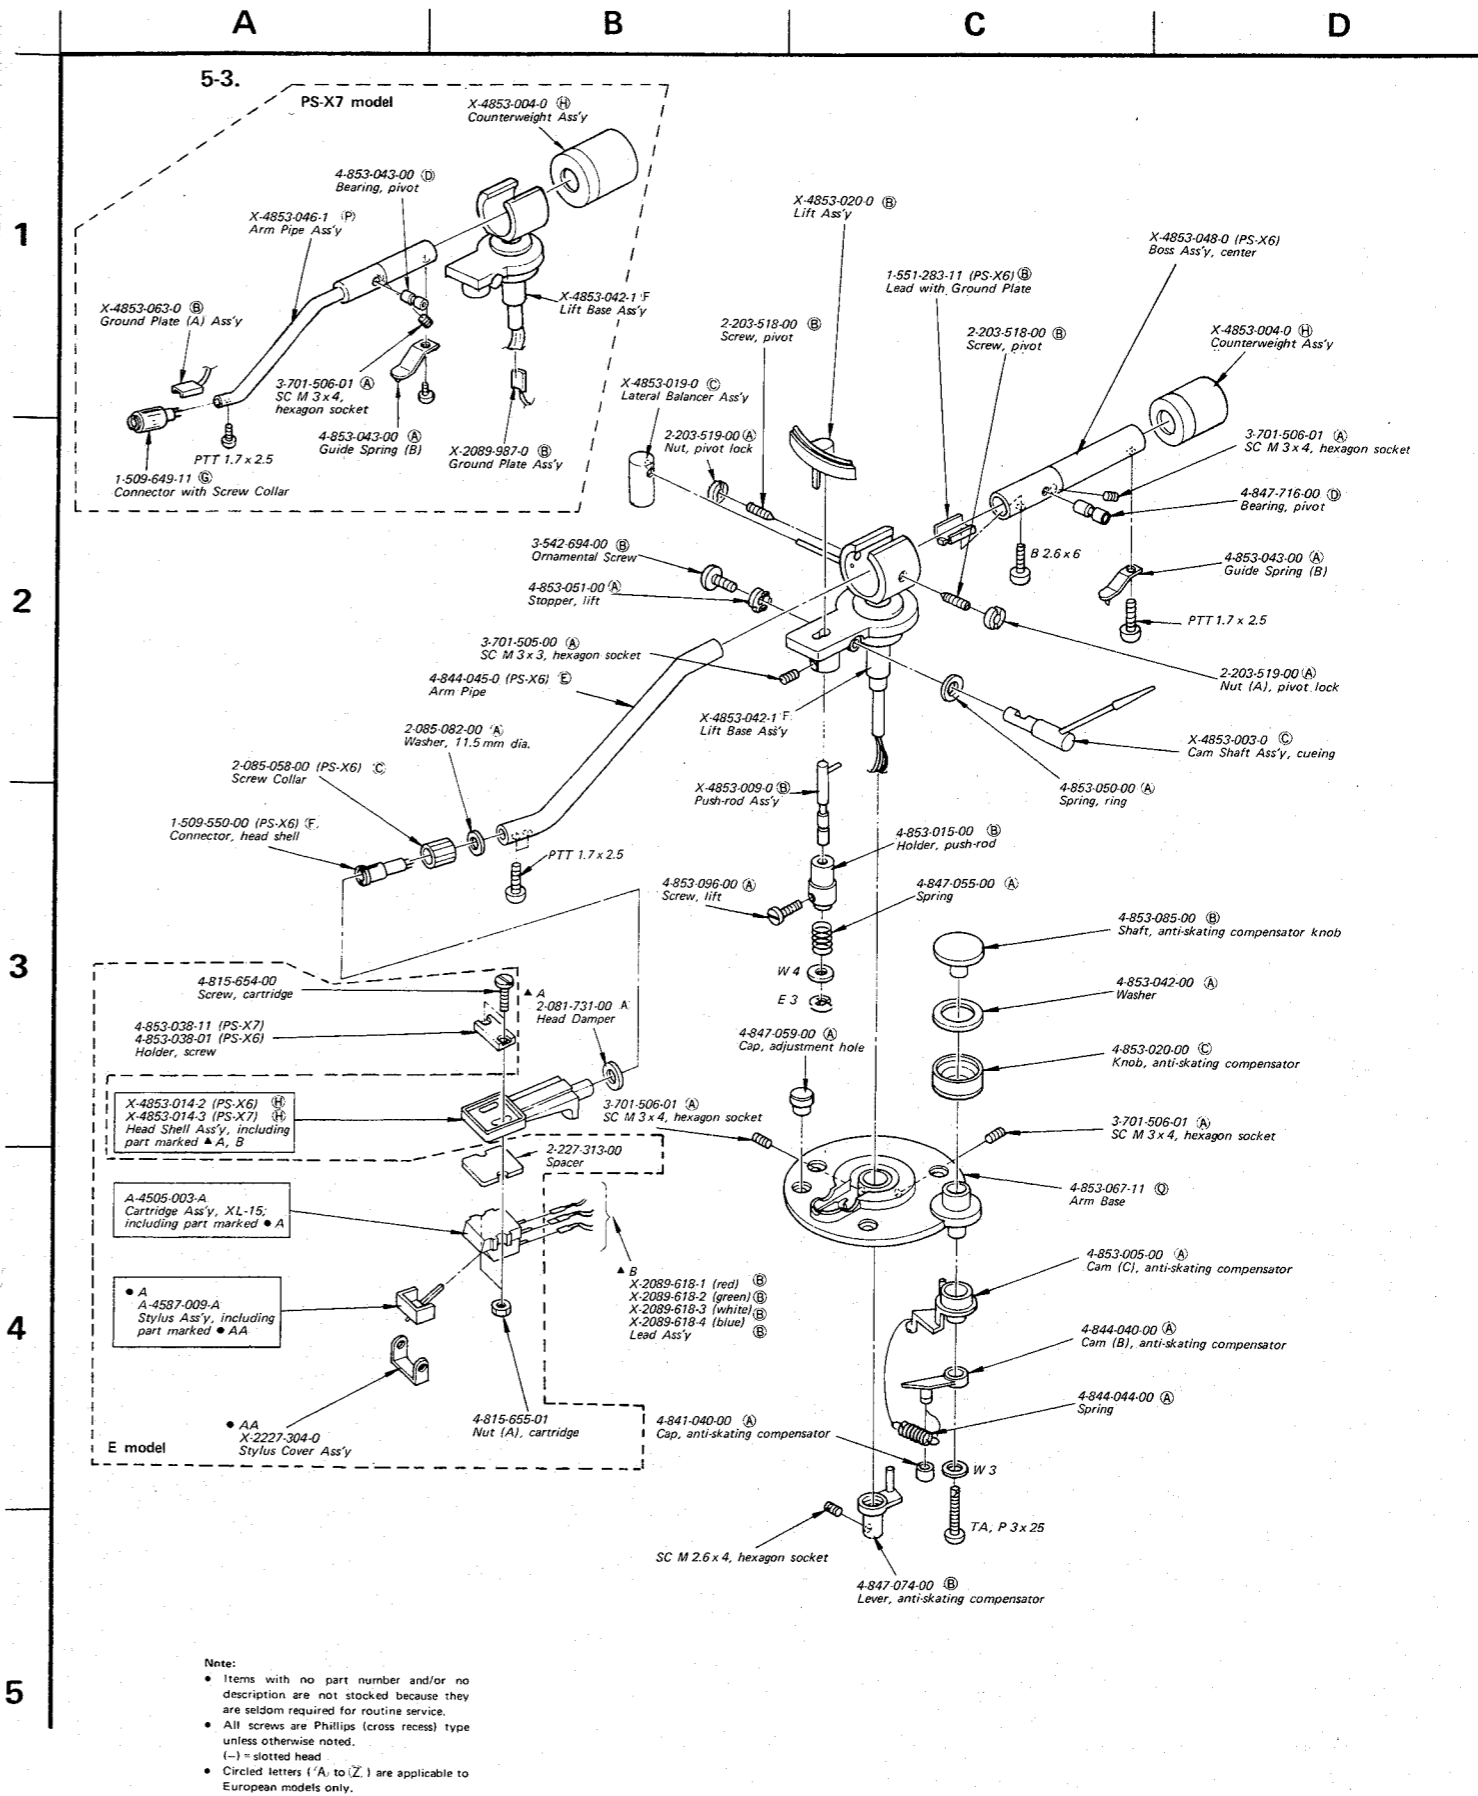 A
B
C
D
1
2
3
4
5
5-3.
PS-X7 model
X-4853-004-0 Ⓗ
Counterweight Ass'y
4-853-043-00 Ⓓ
Bearing, pivot
X-4853-046-1 Ⓟ
Arm Pipe Ass'y
X-4853-063-0 Ⓑ
Ground Plate (A) Ass'y
X-4853-042-1 F
Lift Base Ass'y
3-701-506-01 Ⓐ
SC M 3 x 4,
hexagon socket
4-853-043-00 Ⓐ
Guide Spring (B)
X-2089-987-0 Ⓑ
Ground Plate Ass'y
PTT 1.7 x 2.5
1-509-649-11 Ⓖ
Connector with Screw Collar
X-4853-020-0 Ⓑ
Lift Ass'y
X-4853-048-0 (PS-X6)
Boss Ass'y, center
1-551-283-11 (PS-X6) Ⓑ
Lead with Ground Plate
2-203-518-00 Ⓑ
Screw, pivot
2-203-518-00 Ⓑ
Screw, pivot
X-4853-004-0 Ⓗ
Counterweight Ass'y
X-4853-019-0 Ⓒ
Lateral Balancer Ass'y
2-203-519-00 Ⓐ
Nut, pivot lock
3-701-506-01 Ⓐ
SC M 3 x 4, hexagon socket
4-847-716-00 Ⓓ
Bearing, pivot
3-542-694-00 Ⓑ
Ornamental Screw
B 2.6 x 6
4-853-043-00 Ⓐ
Guide Spring (B)
4-853-051-00 Ⓐ
Stopper, lift
PTT 1.7 x 2.5
3-701-505-00 Ⓐ
SC M 3 x 3, hexagon socket
4-844-045-0 (PS-X6) Ⓔ
Arm Pipe
2-203-519-00 Ⓐ
Nut (A), pivot lock
X-4853-042-1 F
Lift Base Ass'y
2-085-082-00 Ⓐ
Washer, 11.5 mm dia.
X-4853-003-0 Ⓒ
Cam Shaft Ass'y, cueing
2-085-058-00 (PS-X6) Ⓒ
Screw Collar
X-4853-009-0 Ⓑ
Push-rod Ass'y
4-853-050-00 Ⓐ
Spring, ring
1-509-550-00 (PS-X6) Ⓕ
Connector, head shell
4-853-015-00 Ⓑ
Holder, push-rod
PTT 1.7 x 2.5
4-853-096-00 Ⓐ
Screw, lift
4-847-055-00 Ⓐ
Spring
4-853-085-00 Ⓑ
Shaft, anti-skating compensator knob
W 4
4-815-654-00
Screw, cartridge
▲ A
2-081-731-00 A
Head Damper
E 3
4-853-042-00 Ⓐ
Washer
4-853-038-11 (PS-X7)
4-853-038-01 (PS-X6)
Holder, screw
4-847-059-00 Ⓐ
Cap, adjustment hole
4-853-020-00 Ⓒ
Knob, anti-skating compensator
X-4853-014-2 (PS-X6) Ⓗ
X-4853-014-3 (PS-X7) Ⓗ
Head Shell Ass'y, including
part marked ▲ A, B
3-701-506-01 Ⓐ
SC M 3 x 4, hexagon socket
3-701-506-01 Ⓐ
SC M 3 x 4, hexagon socket
2-227-313-00
Spacer
A-4505-003-A
Cartridge Ass'y, XL-15;
including part marked ● A
4-853-067-11 Ⓠ
Arm Base
▲ B
X-2089-618-1 (red) Ⓑ
X-2089-618-2 (green) Ⓑ
X-2089-618-3 (white) Ⓑ
X-2089-618-4 (blue)
Lead Ass'y Ⓑ
4-853-005-00 Ⓐ
Cam (C), anti-skating compensator
● A
A-4587-009-A
Stylus Ass'y, including
part marked ● AA
4-844-040-00 Ⓐ
Cam (B), anti-skating compensator
4-844-044-00 Ⓐ
Spring
● AA
X-2227-304-0
Stylus Cover Ass'y
4-815-655-01
Nut (A), cartridge
4-841-040-00 Ⓐ
Cap, anti-skating compensator
E model
W 3
TA, P 3 x 25
SC M 2.6 x 4, hexagon socket
4-847-074-00 Ⓑ
Lever, anti-skating compensator
Note:
• Items with no part number and/or no
description are not stocked because they
are seldom required for routine service.
• All screws are Phillips (cross recess) type
unless otherwise noted.
(−) = slotted head
• Circled letters (Ⓐ to Ⓩ) are applicable to
European models only.